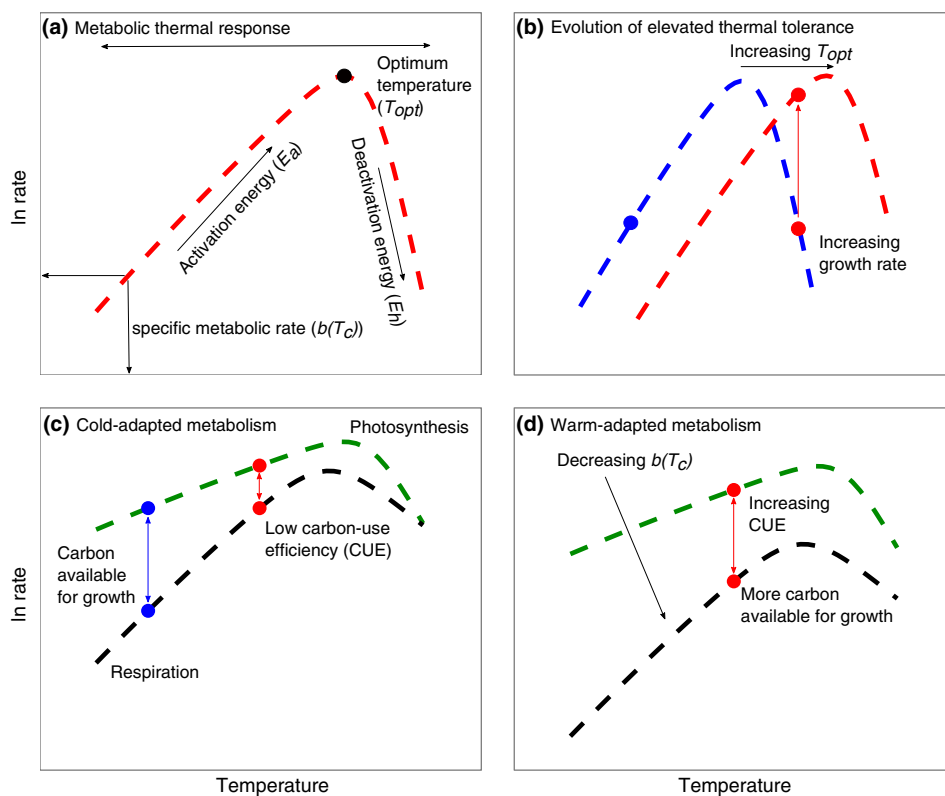 (a) Metabolic thermal response
Optimum
temperature
(Topt)
Activation energy (Ea)
Deactivation energy (Eh)
specific metabolic rate (b(Tc))
ln rate
(b) Evolution of elevated thermal tolerance
Increasing Topt
Increasing
growth rate
(c) Cold-adapted metabolism
Photosynthesis
Low carbon-use
efficiency (CUE)
Carbon
available
for growth
Respiration
ln rate
Temperature
(d) Warm-adapted metabolism
Decreasing b(Tc)
Increasing
CUE
More carbon
available for growth
Temperature